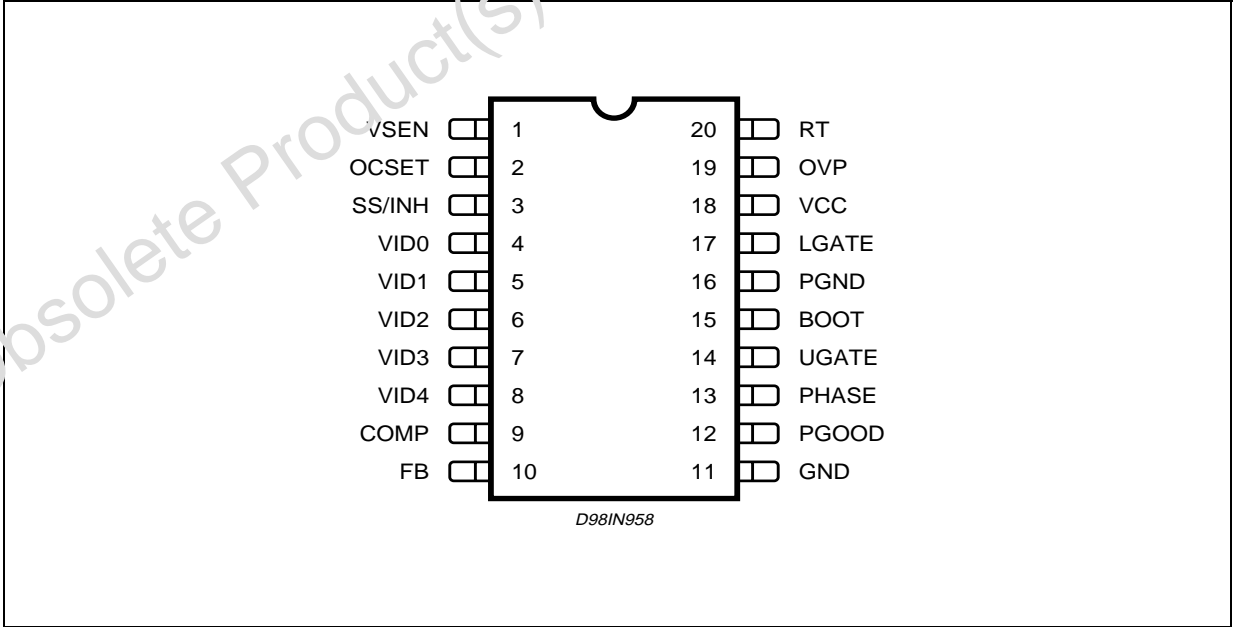 Obsolete Product(s)
VSEN 1 20 RT
OCSET 2 19 OVP
SS/INH 3 18 VCC
VID0 4 17 LGATE
VID1 5 16 PGND
VID2 6 15 BOOT
VID3 7 14 UGATE
VID4 8 13 PHASE
COMP 9 12 PGOOD
FB 10 11 GND
D98IN958